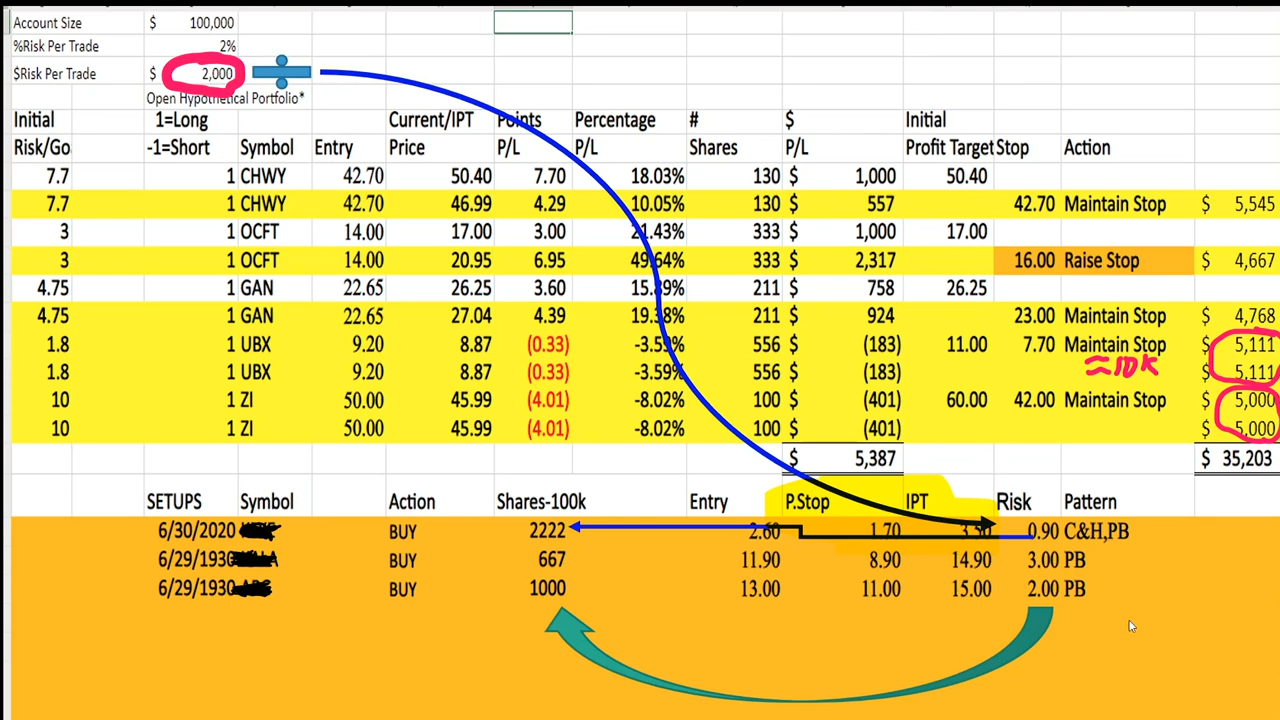 Account Size $ 100,000
%Risk Per Trade 2%
$Risk Per Trade $ 2,000
Open Hypothetical Portfolio*
Initial 1=Long Current/IPT Points Percentage # $ Initial
Risk/Go -1=Short Symbol Entry Price P/L P/L Shares P/L Profit Target Stop Action
7.7 1 CHWY 42.70 50.40 7.70 18.03% 130 $ 1,000 50.40
7.7 1 CHWY 42.70 46.99 4.29 10.05% 130 $ 557 42.70 Maintain Stop $ 5,545
3 1 OCFT 14.00 17.00 3.00 21.43% 333 $ 1,000 17.00
3 1 OCFT 14.00 20.95 6.95 49.64% 333 $ 2,317 16.00 Raise Stop $ 4,667
4.75 1 GAN 22.65 26.25 3.60 15.89% 211 $ 758 26.25
4.75 1 GAN 22.65 27.04 4.39 19.38% 211 $ 924 23.00 Maintain Stop $ 4,768
1.8 1 UBX 9.20 8.87 (0.33) -3.59% 556 $ (183) 11.00 7.70 Maintain Stop $ 5,111
≈10K
1.8 1 UBX 9.20 8.87 (0.33) -3.59% 556 $ (183) $ 5,111
10 1 ZI 50.00 45.99 (4.01) -8.02% 100 $ (401) 60.00 42.00 Maintain Stop $ 5,000
10 1 ZI 50.00 45.99 (4.01) -8.02% 100 $ (401) $ 5,000
$ 5,387 $ 35,203
SETUPS Symbol Action Shares-100k Entry P.Stop IPT Risk Pattern
6/30/2020 BUY 2222 2.60 1.70 3.50 0.90 C&H,PB
6/29/1930 BUY 667 11.90 8.90 14.90 3.00 PB
6/29/1930 BUY 1000 13.00 11.00 15.00 2.00 PB